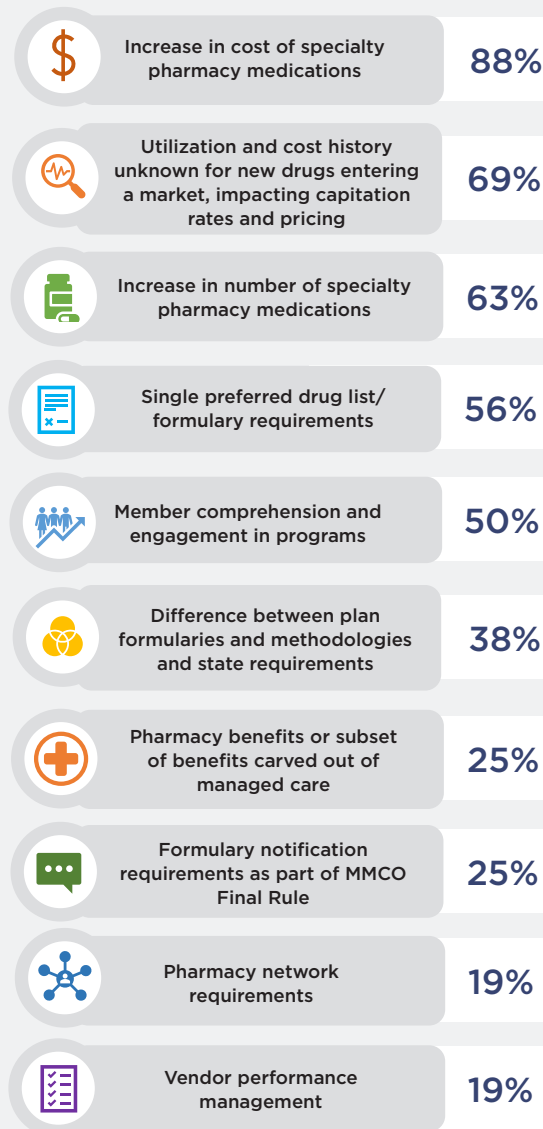 Increase in cost of specialty
pharmacy medications
88%
Utilization and cost history
unknown for new drugs entering
a market, impacting capitation
rates and pricing
69%
Increase in number of specialty
pharmacy medications
63%
Single preferred drug list/
formulary requirements
56%
Member comprehension and
engagement in programs
50%
Difference between plan
formularies and methodologies
and state requirements
38%
Pharmacy benefits or subset
of benefits carved out of
managed care
25%
Formulary notification
requirements as part of MMCO
Final Rule
25%
Pharmacy network
requirements
19%
Vendor performance
management
19%